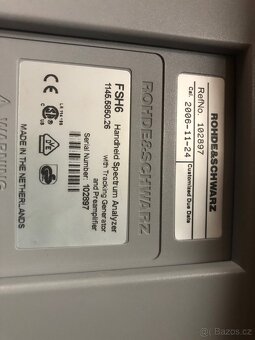 ROHDE&SCHWARZ
RefNo. 102897
Cal. 2006-11-24
Customized Due Date
ROHDE&SCHWARZ
FSH6
1145.5850.26
Handheld Spectrum Analyzer
with Tracking Generator
and Preamplifier
Serial Number: 102897
MADE IN THE NETHERLANDS
WARNING
bazos.cz